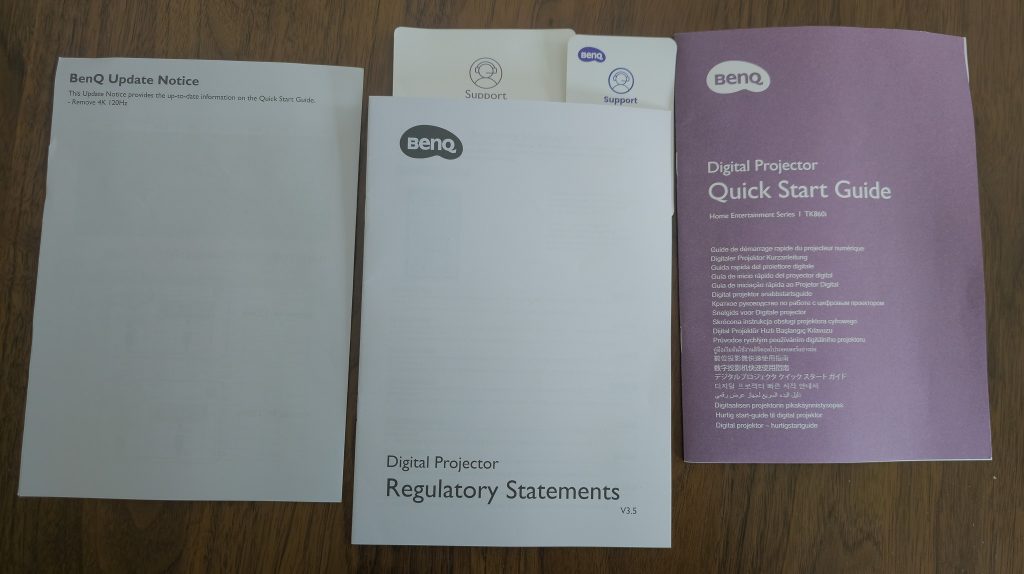 BenQ Update Notice
This Update Notice provides the up-to-date information on the Quick Start Guide.
- Remove 4K 120Hz
Support
BenQ
Support
BenQ
Digital Projector
Regulatory Statements
V3.5
BenQ
Digital Projector
Quick Start Guide
Home Entertainment Series I TK860i
Guide de démarrage rapide du projecteur numérique
Digitaler Projektor Kurzanleitung
Guida rapida del proiettore digitale
Guía de inicio rápido del proyector digital
Guia de iniciação rápida ao Projetor Digital
Digital projektor snabbstartsguide
Краткое руководство по работе с цифровым проектором
Snelgids voor Digitale projector
Skrócona instrukcja obsługi projektora cyfrowego
Dijital Projektör Hızlı Başlangıç Kılavuzu
Průvodce rychlým používáním digitálního projektoru
數位投影機快速使用指南
数字投影机快速使用指南
デジタルプロジェクタ クイック スタート ガイド
디지털 프로젝터 빠른 시작 안내서
دليل البدء السريع لجهاز عرض رقمي
Digitaalisen projektorin pikakäynnistysopas
Hurtig start-guide til digital projektor
Digital projektor – hurtigstartguide